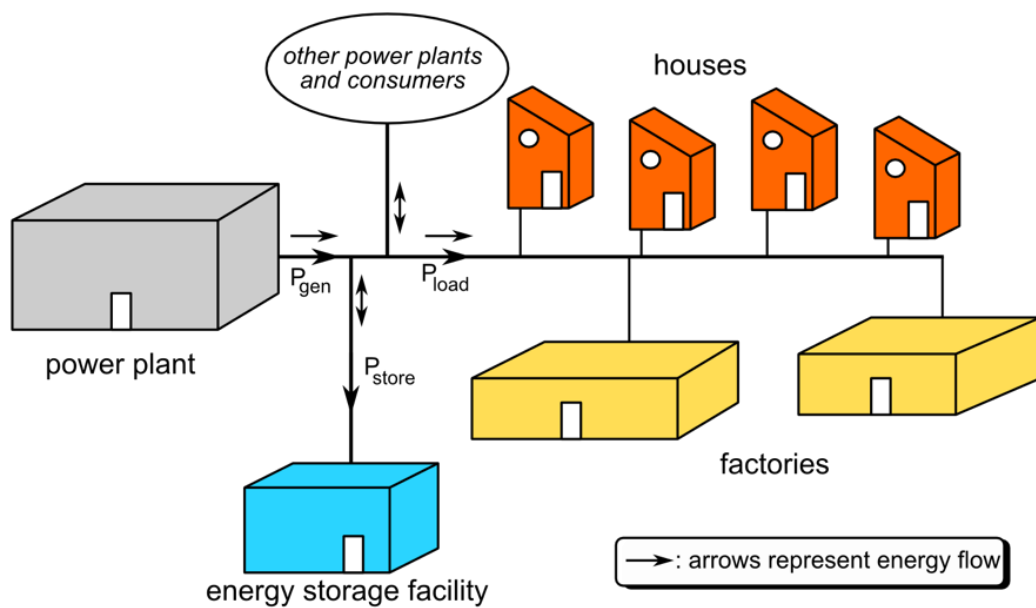 other power plants
and consumers
houses
P_gen
P_load
power plant
P_store
factories
energy storage facility
→: arrows represent energy flow